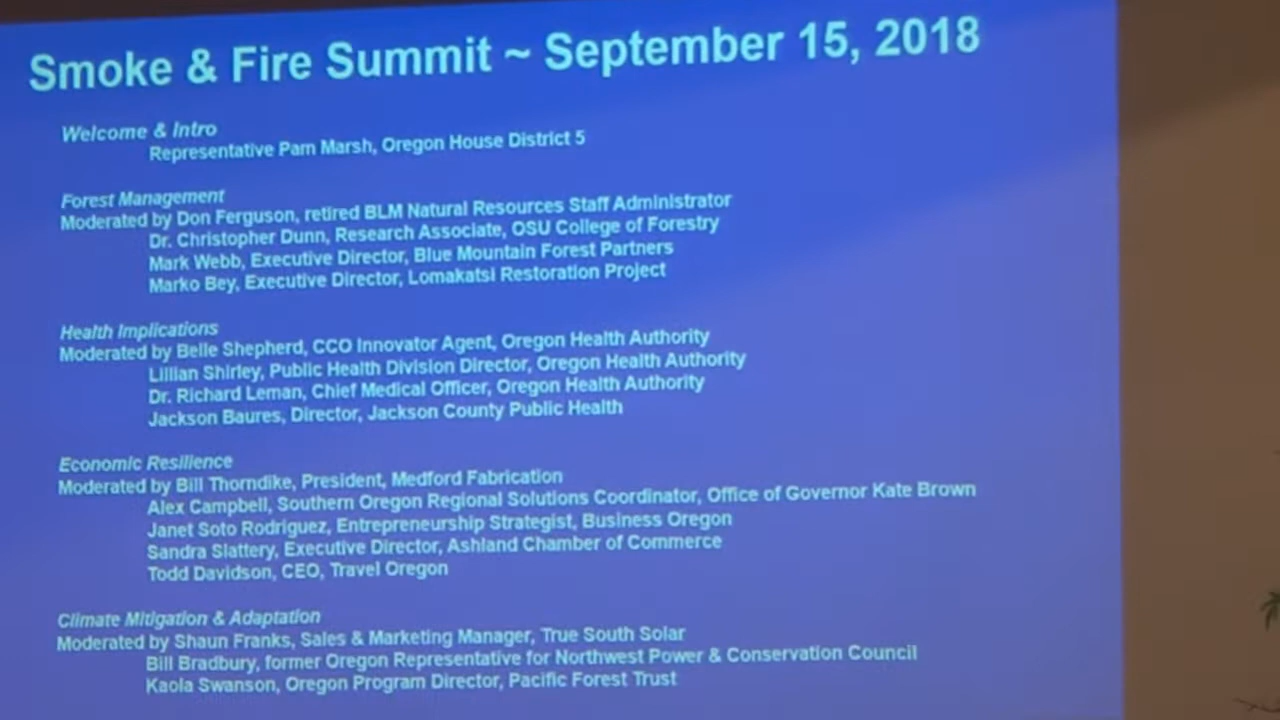 Smoke & Fire Summit ~ September 15, 2018
Welcome & Intro
Representative Pam Marsh, Oregon House District 5
Forest Management
Moderated by Don Ferguson, retired BLM Natural Resources Staff Administrator
Dr. Christopher Dunn, Research Associate, OSU College of Forestry
Mark Webb, Executive Director, Blue Mountain Forest Partners
Marko Bey, Executive Director, Lomakatsi Restoration Project
Health Implications
Moderated by Belle Shepherd, CCO Innovator Agent, Oregon Health Authority
Lillian Shirley, Public Health Division Director, Oregon Health Authority
Dr. Richard Leman, Chief Medical Officer, Oregon Health Authority
Jackson Baures, Director, Jackson County Public Health
Economic Resilience
Moderated by Bill Thorndike, President, Medford Fabrication
Alex Campbell, Southern Oregon Regional Solutions Coordinator, Office of Governor Kate Brown
Janet Soto Rodriguez, Entrepreneurship Strategist, Business Oregon
Sandra Slattery, Executive Director, Ashland Chamber of Commerce
Todd Davidson, CEO, Travel Oregon
Climate Mitigation & Adaptation
Moderated by Shaun Franks, Sales & Marketing Manager, True South Solar
Bill Bradbury, former Oregon Representative for Northwest Power & Conservation Council
Kaola Swanson, Oregon Program Director, Pacific Forest Trust